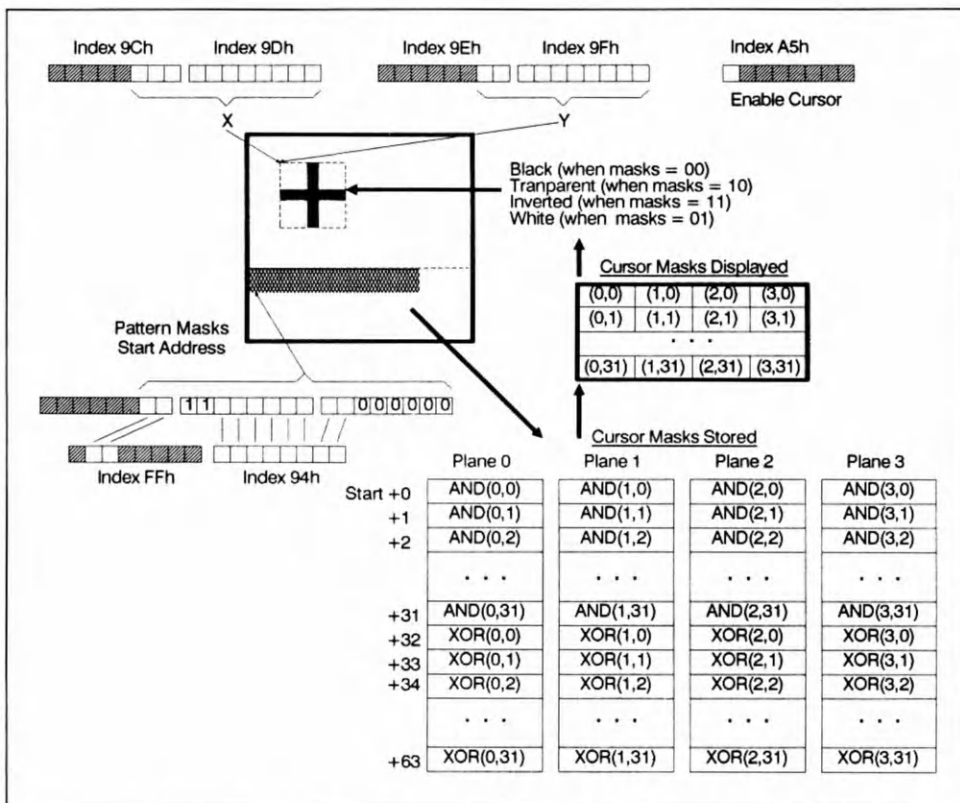 Index 9Ch Index 9Dh Index 9Eh Index 9Fh Index A5h
Enable Cursor
X Y
Black (when masks = 00)
Tranparent (when masks = 10)
Inverted (when masks = 11)
White (when masks = 01)
Cursor Masks Displayed
(0,0) (1,0) (2,0) (3,0)
(0,1) (1,1) (2,1) (3,1)
. . .
(0,31) (1,31) (2,31) (3,31)
Pattern Masks
Start Address
1 1 0 0 0 0 0 0
Index FFh Index 94h
Cursor Masks Stored
Plane 0 Plane 1 Plane 2 Plane 3
Start +0 AND(0,0) AND(1,0) AND(2,0) AND(3,0)
+1 AND(0,1) AND(1,1) AND(2,1) AND(3,1)
+2 AND(0,2) AND(1,2) AND(2,2) AND(3,2)
. . . . . . . . . . . .
+31 AND(0,31) AND(1,31) AND(2,31) AND(3,31)
+32 XOR(0,0) XOR(1,0) XOR(2,0) XOR(3,0)
+33 XOR(0,1) XOR(1,1) XOR(2,1) XOR(3,1)
+34 XOR(0,2) XOR(1,2) XOR(2,2) XOR(3,2)
. . . . . . . . . . . .
+63 XOR(0,31) XOR(1,31) XOR(2,31) XOR(3,31)